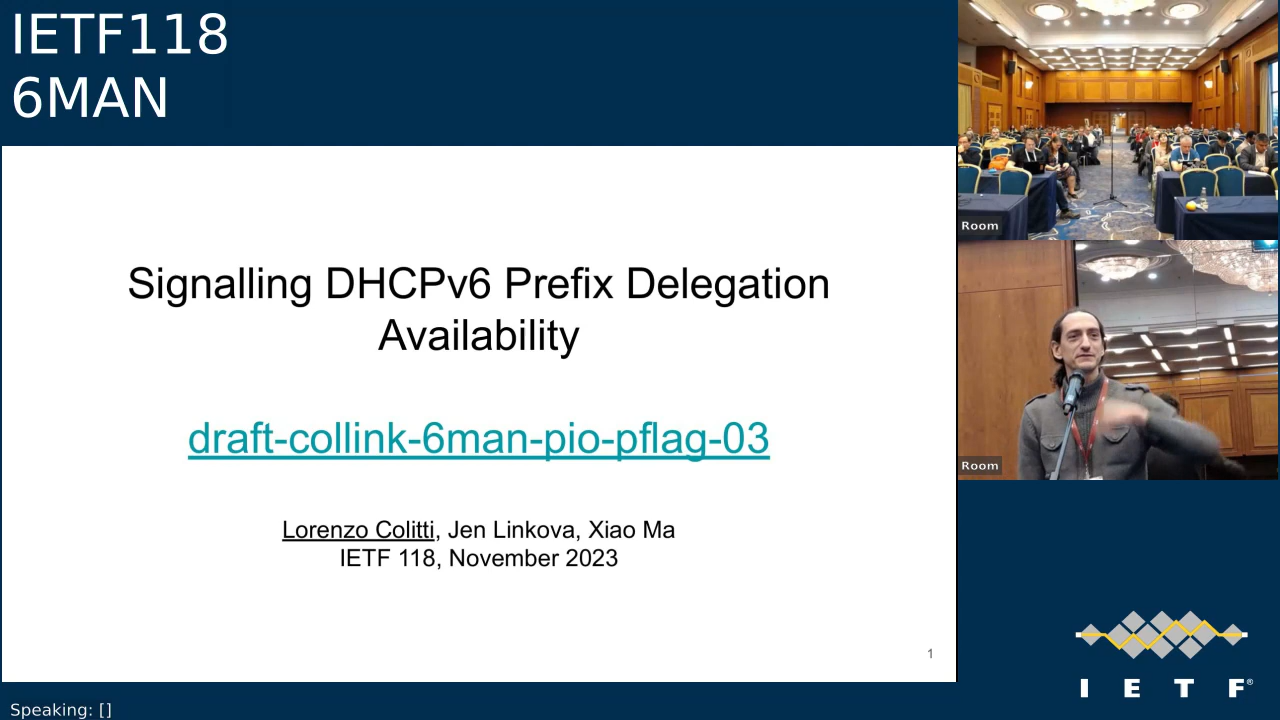 IETF118
6MAN
Signalling DHCPv6 Prefix Delegation
Availability
draft-collink-6man-pio-pflag-03
Lorenzo Colitti, Jen Linkova, Xiao Ma
IETF 118, November 2023
1
Room
Room
I E T F®
Speaking: []